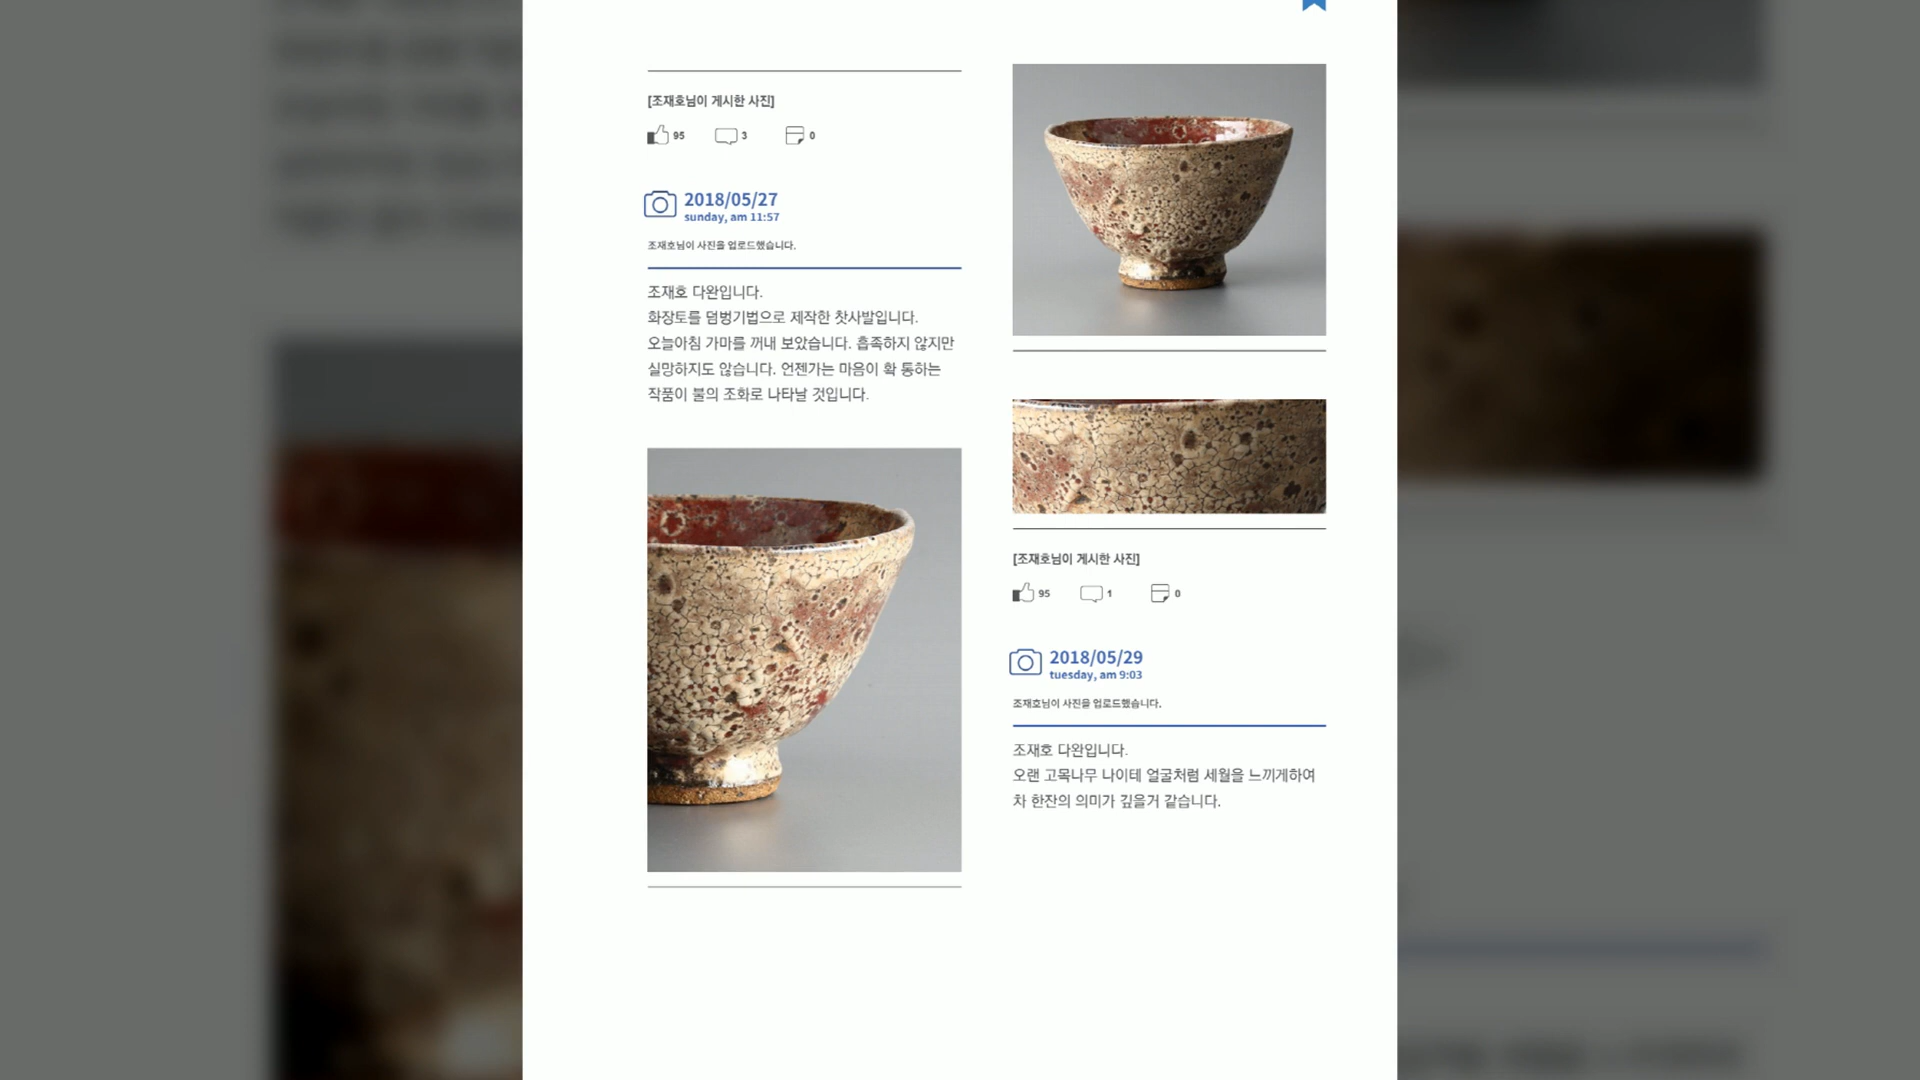 [조재호님이 게시한 사진]
95 3 0
2018/05/27
sunday, am 11:57
조재호님이 사진을 업로드했습니다.
조재호 다완입니다.
화장토를 덤벙기법으로 제작한 찻사발입니다.
오늘아침 가마를 꺼내 보았습니다. 흡족하지 않지만
실망하지도 않습니다. 언젠가는 마음이 확 통하는
작품이 불의 조화로 나타날 것입니다.
[조재호님이 게시한 사진]
95 1 0
2018/05/29
tuesday, am 9:03
조재호님이 사진을 업로드했습니다.
조재호 다완입니다.
오랜 고목나무 나이테 얼굴처럼 세월을 느끼게하여
차 한잔의 의미가 깊을거 같습니다.